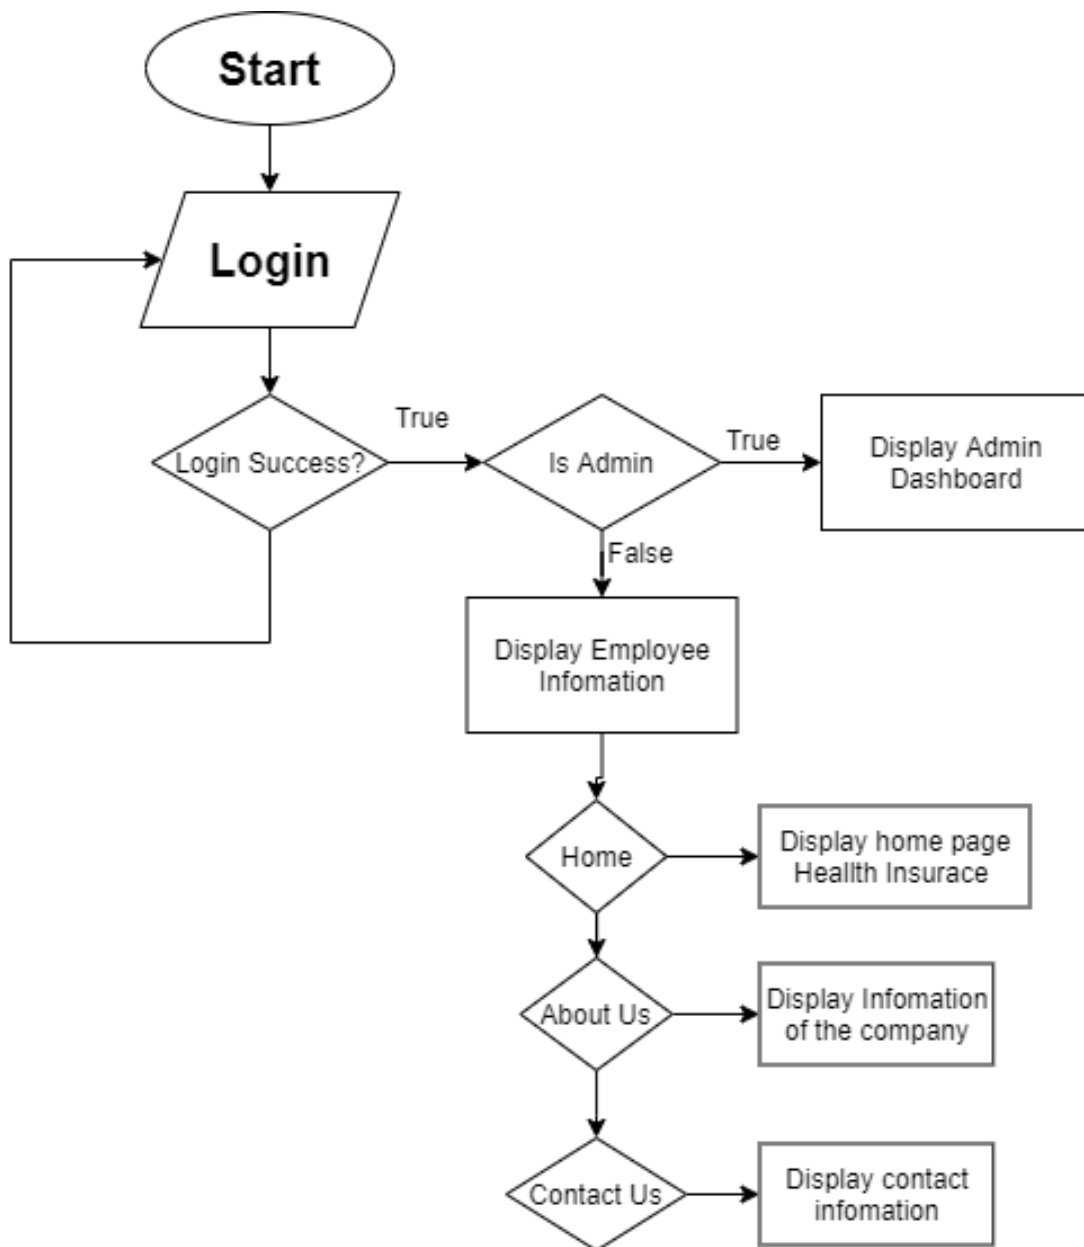 Start
Login
Login Success?
True
Is Admin
True
Display Admin
Dashboard
False
Display Employee
Infomation
Home
Display home page
Heallth Insurace
About Us
Display Infomation
of the company
Contact Us
Display contact
infomation